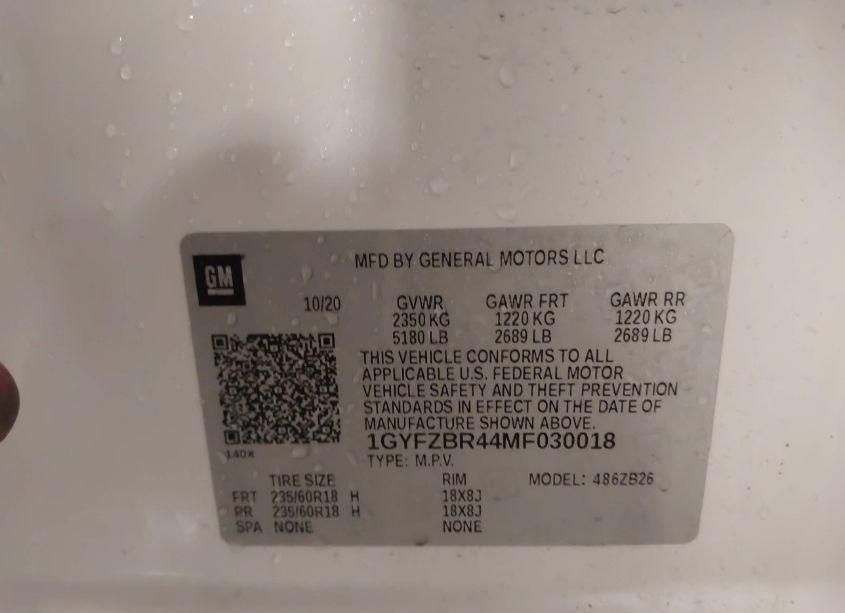 GM
MFD BY GENERAL MOTORS LLC
10/20 GVWR GAWR FRT GAWR RR
2350 KG 1220 KG 1220 KG
5180 LB 2689 LB 2689 LB
THIS VEHICLE CONFORMS TO ALL
APPLICABLE U.S. FEDERAL MOTOR
VEHICLE SAFETY AND THEFT PREVENTION
STANDARDS IN EFFECT ON THE DATE OF
MANUFACTURE SHOWN ABOVE.
1GYFZBR44MF030018
140X
TYPE: M.P.V.
TIRE SIZE RIM MODEL: 486ZB26
FRT 235/60R18 H 18X8J
RR 235/60R18 H 18X8J
SPA NONE NONE